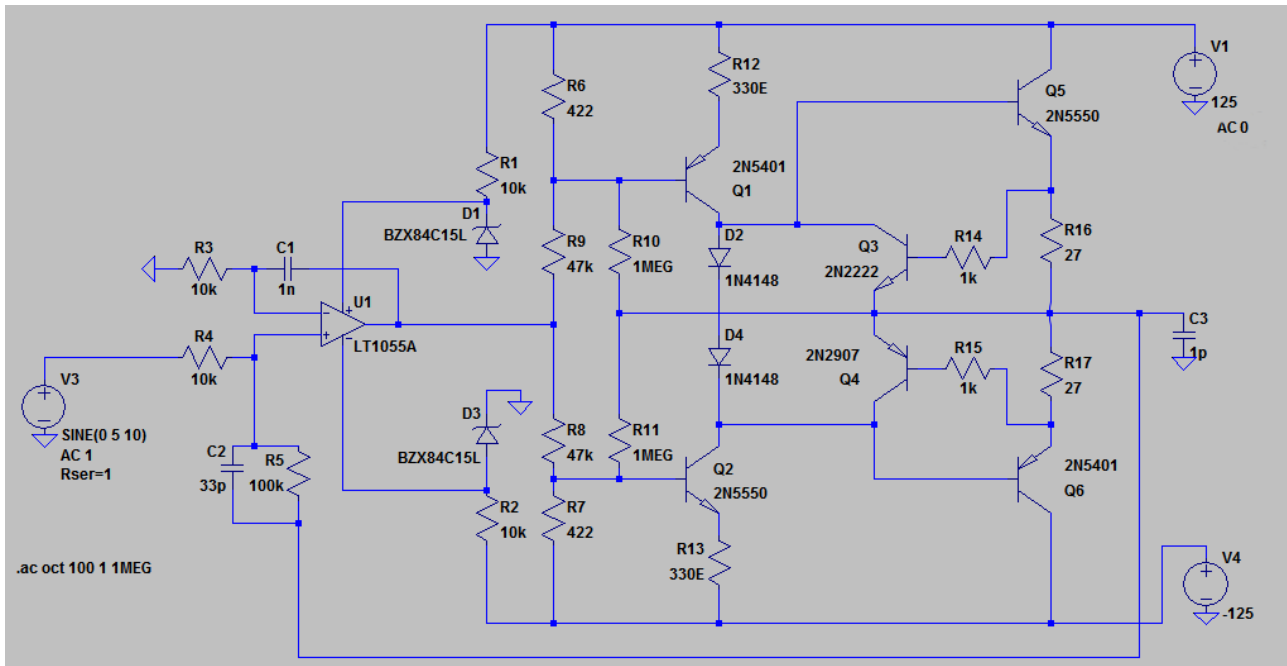 R12
330E
V1
125
AC 0
R6
422
Q5
2N5550
R1
10k
2N5401
Q1
D1
BZX84C15L
R9
47k
R10
1MEG
D2
1N4148
Q3
2N2222
R14
1k
R16
27
R3
10k
C1
1n
U1
LT1055A
R4
10k
V3
SINE(0 5 10)
AC 1
Rser=1
C3
1p
D4
1N4148
2N2907
Q4
R15
1k
R17
27
D3
BZX84C15L
R8
47k
R11
1MEG
C2
33p
R5
100k
Q2
2N5550
2N5401
Q6
R2
10k
R7
422
R13
330E
V4
-125
.ac oct 100 1 1MEG